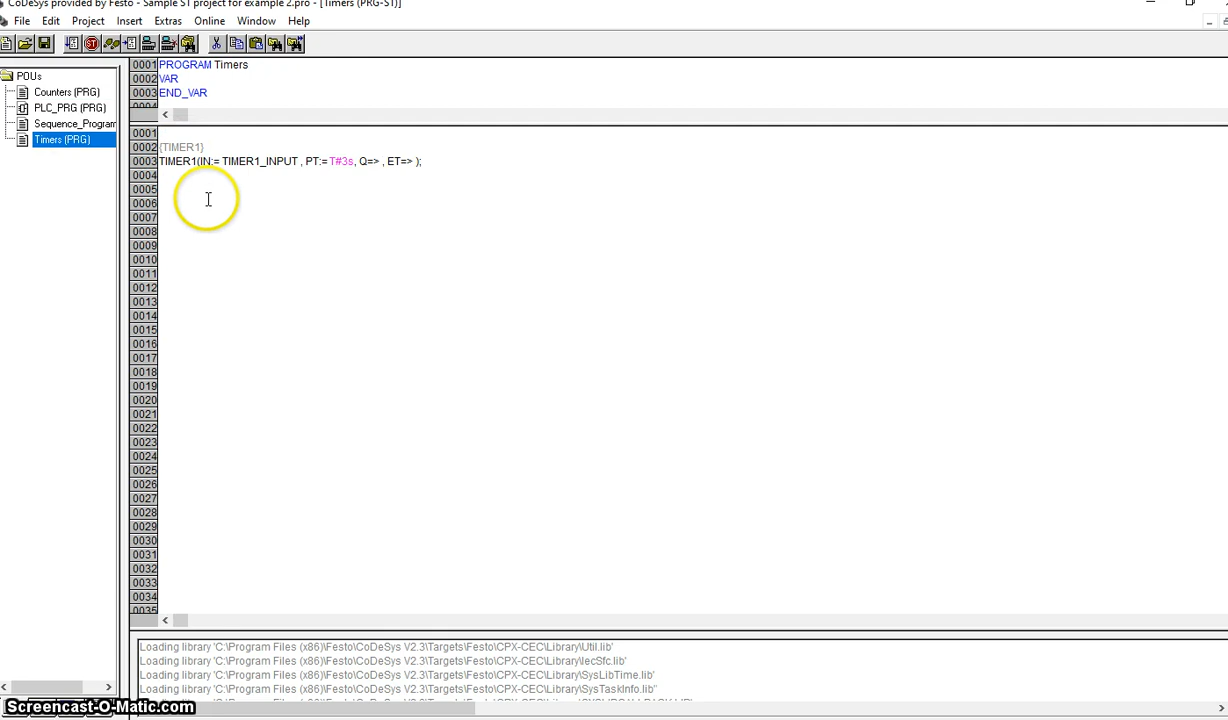 CoDeSys provided by Festo - Sample ST project for example 2.pro - [Timers (PRG-ST)]
File Edit Project Insert Extras Online Window Help
POUs
Counters (PRG)
PLC_PRG (PRG)
Sequence_Program
Timers (PRG)
0001 PROGRAM Timers
0002 VAR
0003 END_VAR
0004
0001
0002 {TIMER1}
0003 TIMER1(IN:= TIMER1_INPUT , PT:= T#3s, Q=> , ET=> );
0004
0005
0006
0007
0008
0009
0010
0011
0012
0013
0014
0015
0016
0017
0018
0019
0020
0021
0022
0023
0024
0025
0026
0027
0028
0029
0030
0031
0032
0033
0034
0035
Loading library 'C:\Program Files (x86)\Festo\CoDeSys V2.3\Targets\Festo\CPX-CEC\Library\Util.lib'
Loading library 'C:\Program Files (x86)\Festo\CoDeSys V2.3\Targets\Festo\CPX-CEC\Library\IecSfc.lib'
Loading library 'C:\Program Files (x86)\Festo\CoDeSys V2.3\Targets\Festo\CPX-CEC\Library\SysLibTime.lib'
Loading library 'C:\Program Files (x86)\Festo\CoDeSys V2.3\Targets\Festo\CPX-CEC\Library\SysTaskInfo.lib'
Screencast-O-Matic.com